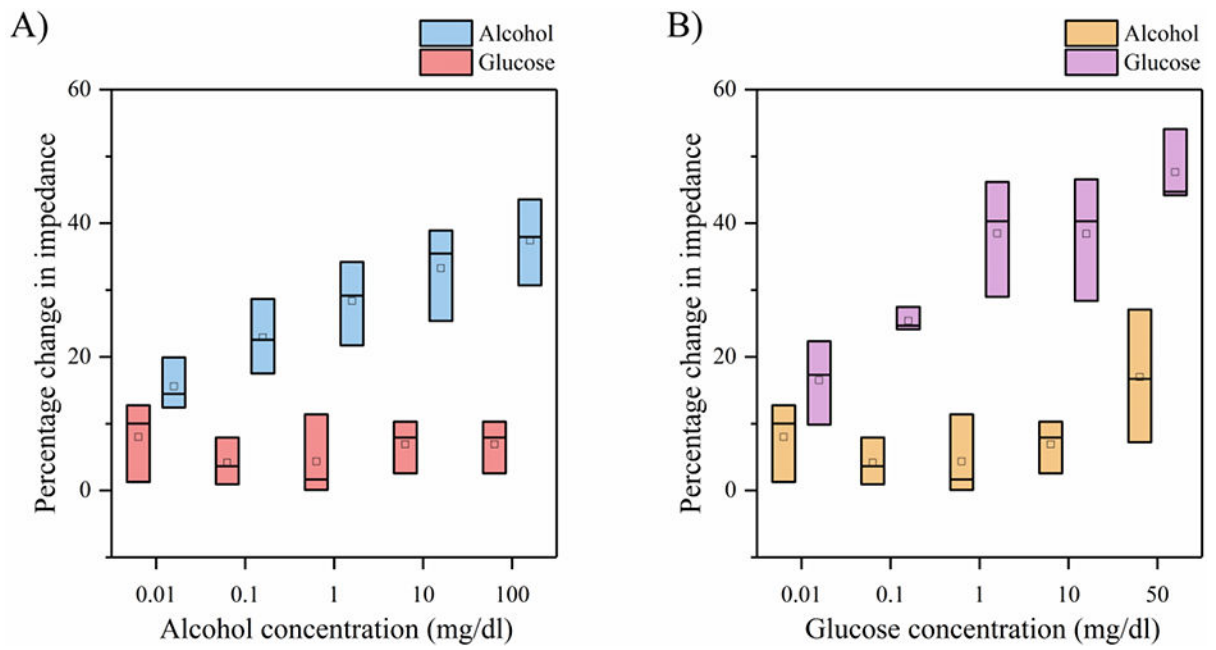 A)
Alcohol
Glucose
60
40
20
0
Percentage change in impedance
0.01 0.1 1 10 100
Alcohol concentration (mg/dl)
B)
Alcohol
Glucose
60
40
20
0
Percentage change in impedance
0.01 0.1 1 10 50
Glucose concentration (mg/dl)